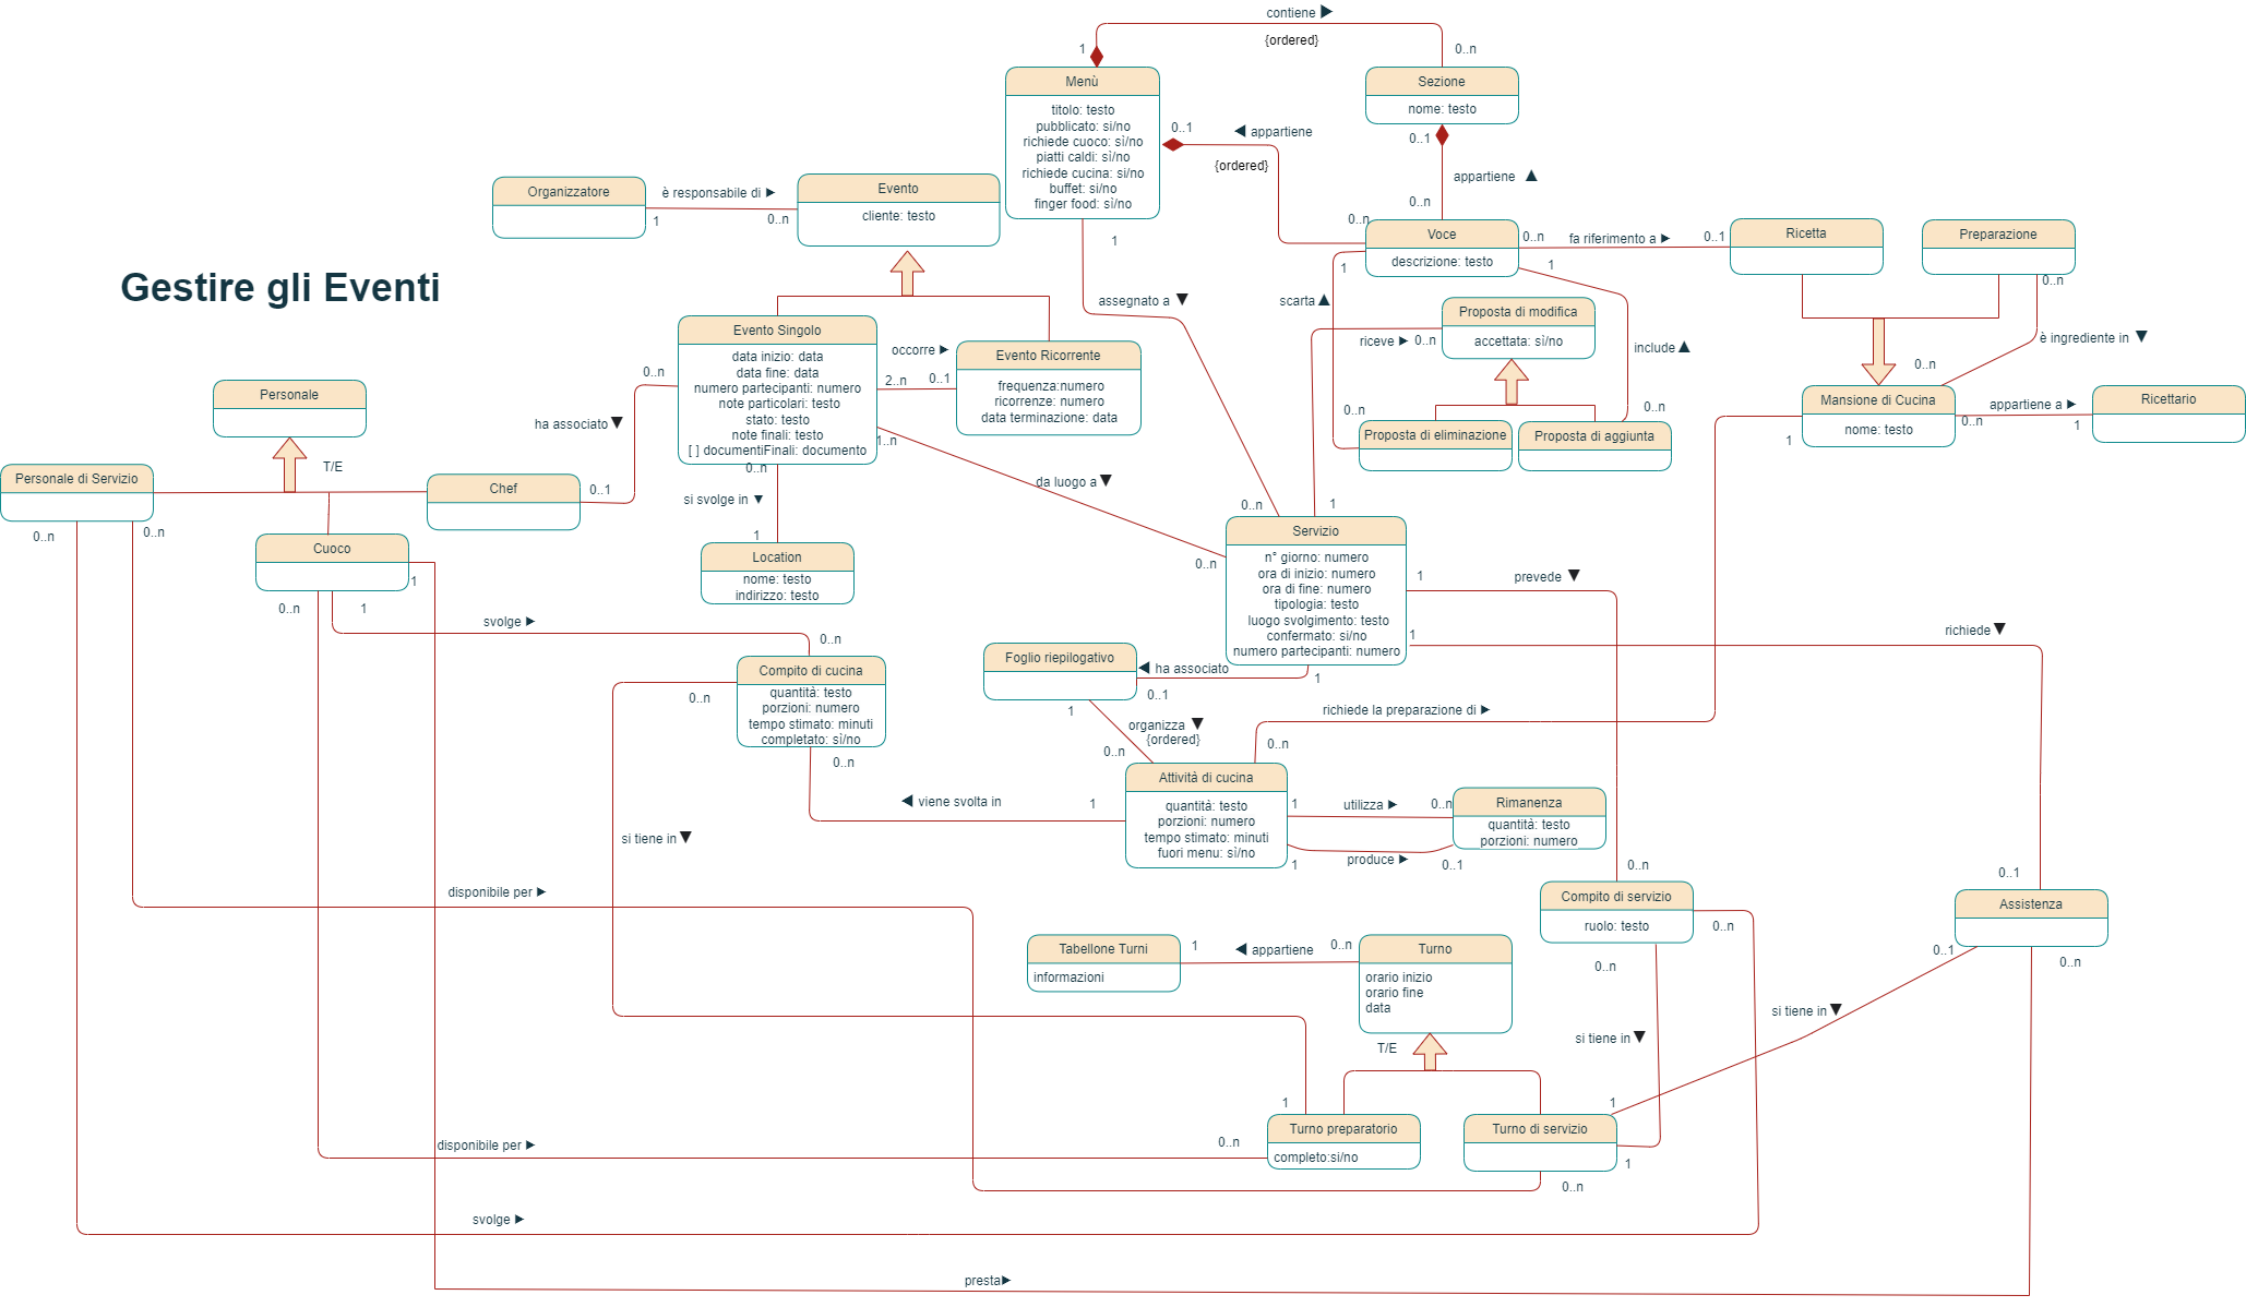 contiene ▶
{ordered}
1
0..n
Menù
titolo: testo
pubblicato: si/no
richiede cuoco: sì/no
piatti caldi: sì/no
richiede cucina: si/no
buffet: si/no
finger food: sì/no
Sezione
nome: testo
0..1
◀ appartiene
{ordered}
0..1
appartiene ▲
0..n
0..n
Organizzatore
è responsabile di ▶
1
0..n
Evento
cliente: testo
1
Voce
descrizione: testo
0..n
fa riferimento a ▶
0..1
Ricetta
Preparazione
0..n
Gestire gli Eventi
1
1
scarta ▲
assegnato a ▼
Proposta di modifica
accettata: sì/no
riceve ▶
0..n
include ▲
è ingrediente in ▼
0..n
Evento Singolo
data inizio: data
data fine: data
numero partecipanti: numero
note particolari: testo
stato: testo
note finali: testo
[ ] documentiFinali: documento
occorre ▶
2..n
0..1
Evento Ricorrente
frequenza:numero
ricorrenze: numero
data terminazione: data
0..n
Personale
ha associato ▼
T/E
1..n
0..n
0..n
0..n
Proposta di eliminazione
Proposta di aggiunta
Mansione di Cucina
nome: testo
1
0..n
appartiene a ▶
1
Ricettario
Personale di Servizio
Chef
0..1
si svolge in ▼
1
da luogo a ▼
0..n
1
0..n
0..n
0..n
Cuoco
1
0..n
1
Location
nome: testo
indirizzo: testo
Servizio
n° giorno: numero
ora di inizio: numero
ora di fine: numero
tipologia: testo
luogo svolgimento: testo
confermato: si/no
numero partecipanti: numero
1
prevede ▼
1
richiede ▼
svolge ▶
0..n
Foglio riepilogativo
◀ ha associato
0..1
1
1
Compito di cucina
quantità: testo
porzioni: numero
tempo stimato: minuti
completato: sì/no
0..n
0..n
organizza ▼
{ordered}
0..n
richiede la preparazione di ▶
0..n
Attività di cucina
quantità: testo
porzioni: numero
tempo stimato: minuti
fuori menu: sì/no
◀ viene svolta in
1
1
utilizza ▶
0..n
Rimanenza
quantità: testo
porzioni: numero
1
produce ▶
0..1
si tiene in ▼
0..n
0..1
disponibile per ▶
Compito di servizio
ruolo: testo
0..n
0..n
Assistenza
0..1
0..n
Tabellone Turni
informazioni
1
◀ appartiene
0..n
Turno
orario inizio
orario fine
data
si tiene in ▼
si tiene in ▼
T/E
1
1
Turno preparatorio
completo:si/no
Turno di servizio
disponibile per ▶
0..n
1
0..n
svolge ▶
presta▶